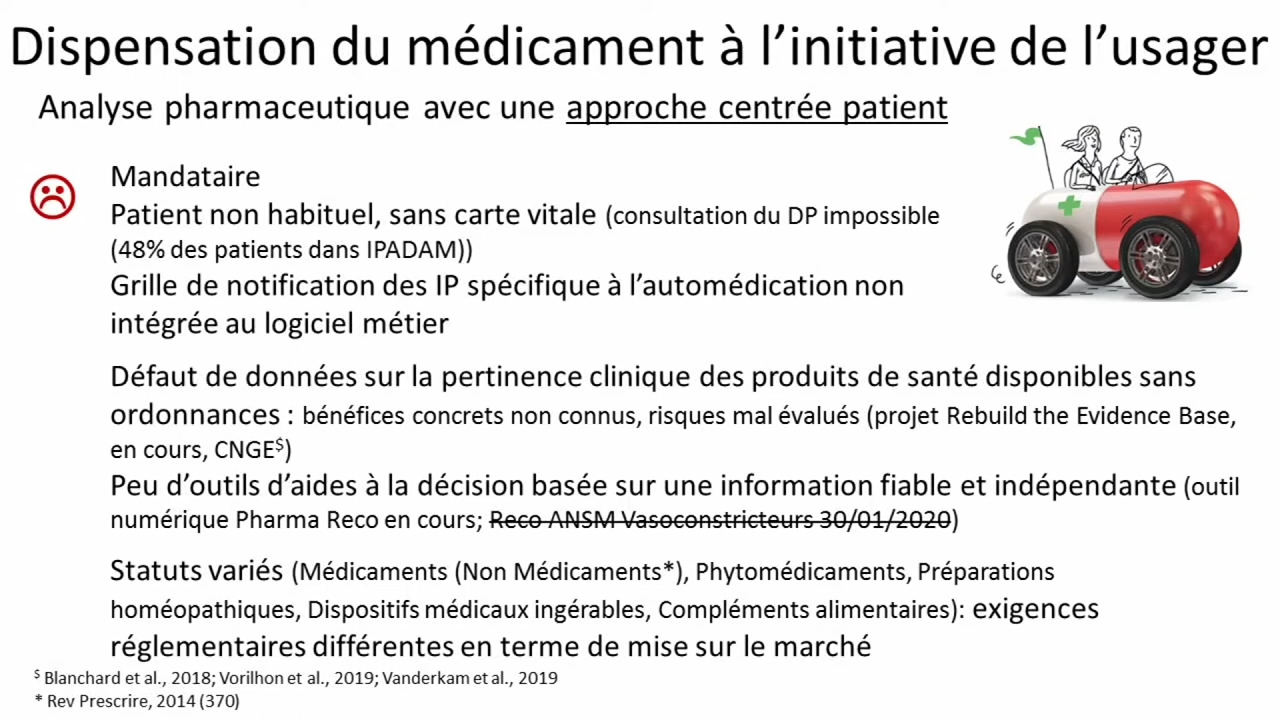 Dispensation du médicament à l’initiative de l’usager
Analyse pharmaceutique avec une approche centrée patient
Mandataire
Patient non habituel, sans carte vitale (consultation du DP impossible
(48% des patients dans IPADAM))
Grille de notification des IP spécifique à l’automédication non
intégrée au logiciel métier
Défaut de données sur la pertinence clinique des produits de santé disponibles sans
ordonnances : bénéfices concrets non connus, risques mal évalués (projet Rebuild the Evidence Base,
en cours, CNGE$)
Peu d’outils d’aides à la décision basée sur une information fiable et indépendante (outil
numérique Pharma Reco en cours; Reco ANSM Vasoconstricteurs 30/01/2020)
Statuts variés (Médicaments (Non Médicaments*), Phytomédicaments, Préparations
homéopathiques, Dispositifs médicaux ingérables, Compléments alimentaires): exigences
réglementaires différentes en terme de mise sur le marché
$ Blanchard et al., 2018; Vorilhon et al., 2019; Vanderkam et al., 2019
* Rev Prescrire, 2014 (370)